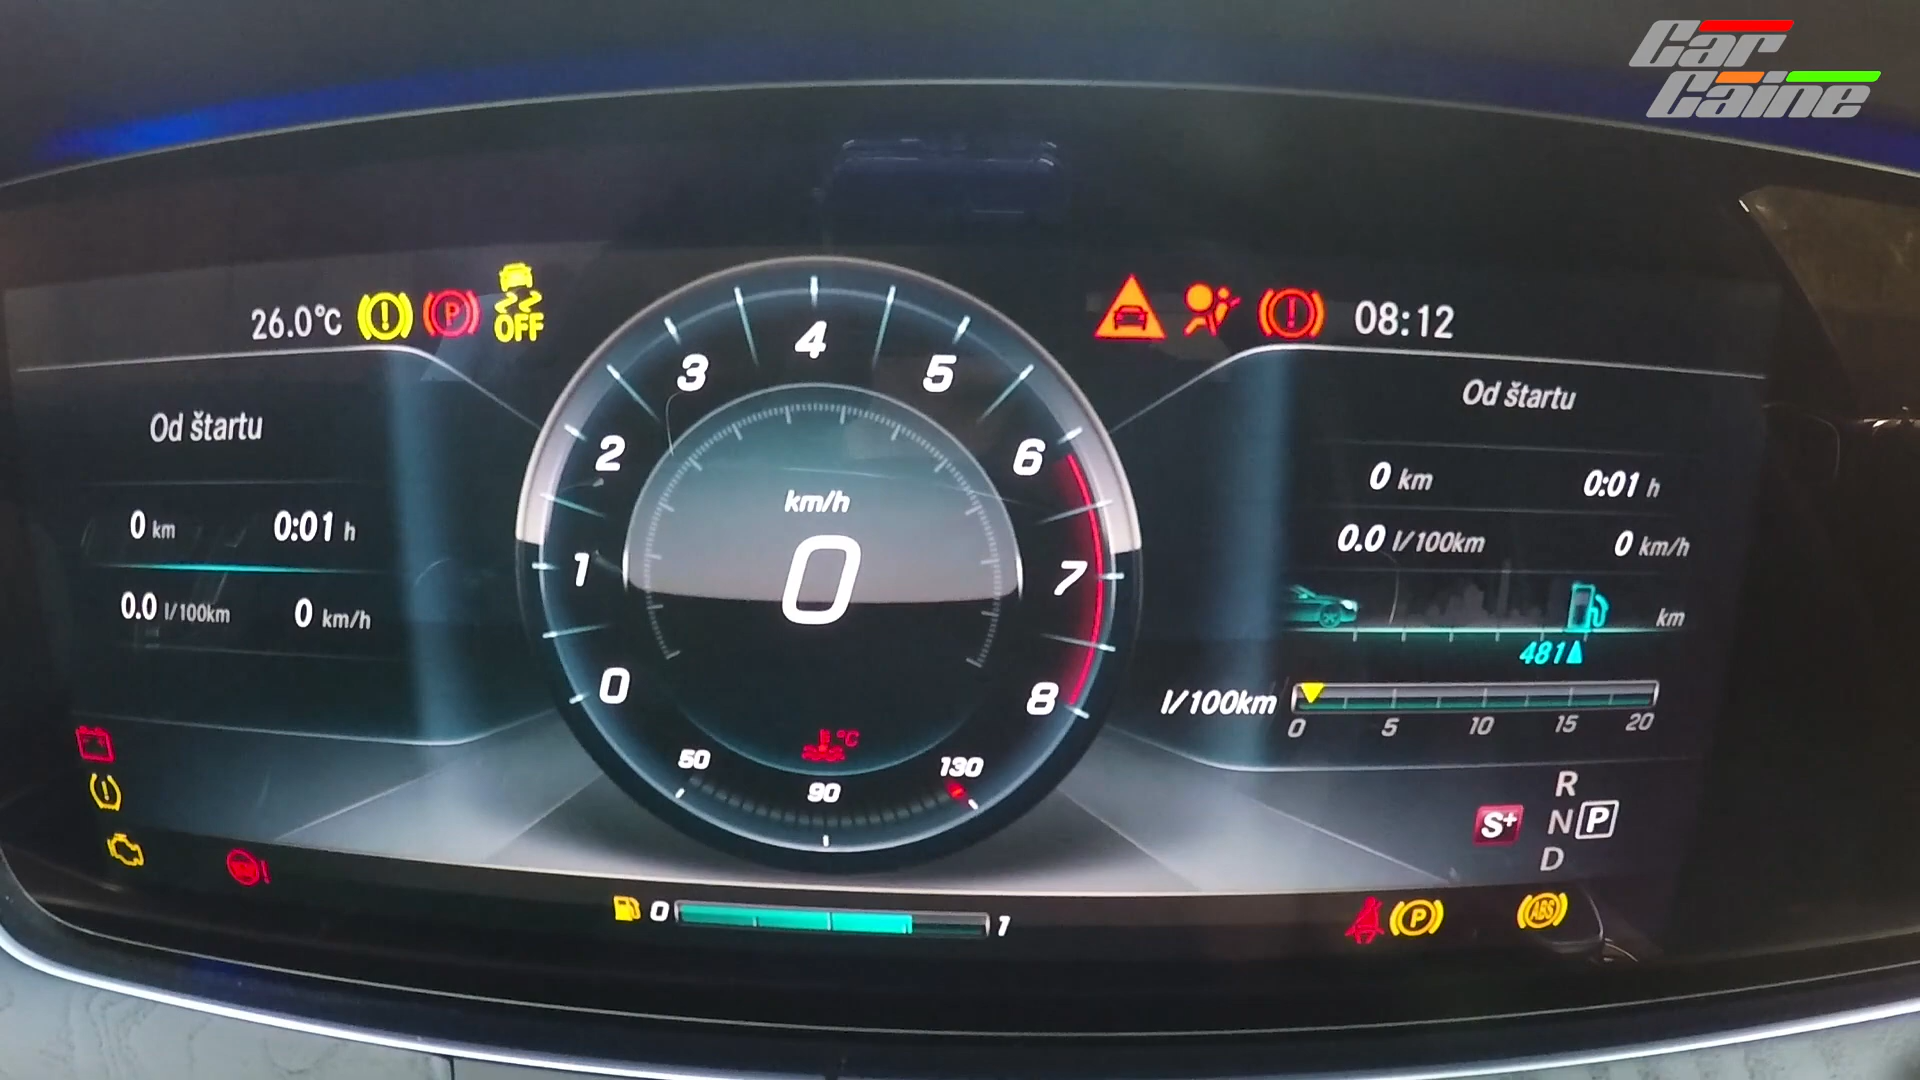 Car
Caine
26.0°C
P
OFF
08:12
Od štartu
0 km 0:01 h
0.0 l/100km 0 km/h
0
1
2
3
4
5
6
7
8
km/h
0
°C
50
90
130
Od štartu
0 km 0:01 h
0.0 l/100km 0 km/h
km
481
l/100km
0 5 10 15 20
R
S+ N P
D
0 1
P
ABS